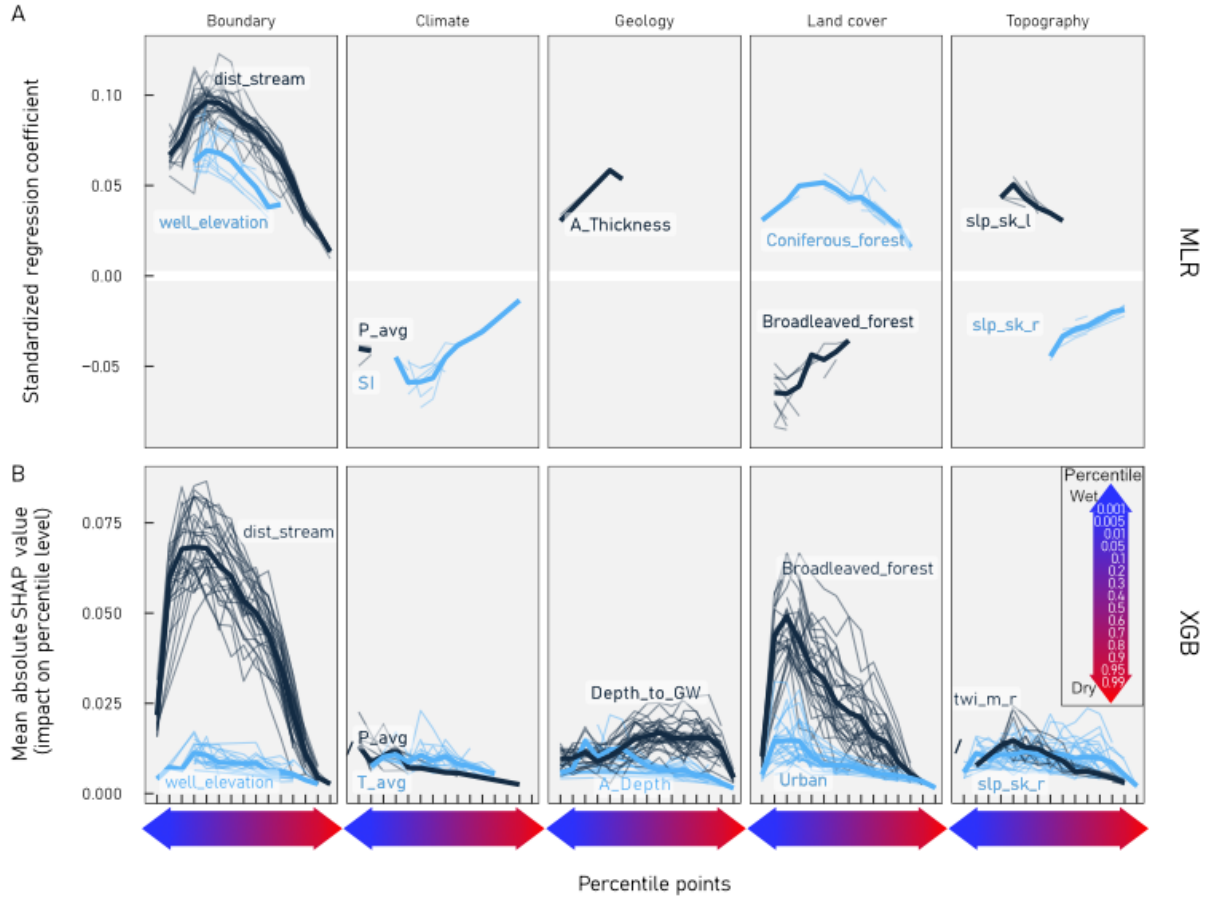 A
Boundary
Climate
Geology
Land cover
Topography
Standardized regression coefficient
0.10
0.05
0.00
−0.05
dist_stream
well_elevation
P_avg
SI
A_Thickness
Coniferous_forest
Broadleaved_forest
slp_sk_l
slp_sk_r
MLR
B
Mean absolute SHAP value
(impact on percentile level)
0.075
0.050
0.025
0.000
dist_stream
well_elevation
P_avg
T_avg
Depth_to_GW
A_Depth
Broadleaved_forest
Urban
twi_m_r
slp_sk_r
Percentile
Wet
0.001
0.005
0.01
0.05
0.1
0.2
0.3
0.4
0.5
0.6
0.7
0.8
0.9
0.95
0.99
Dry
XGB
Percentile points